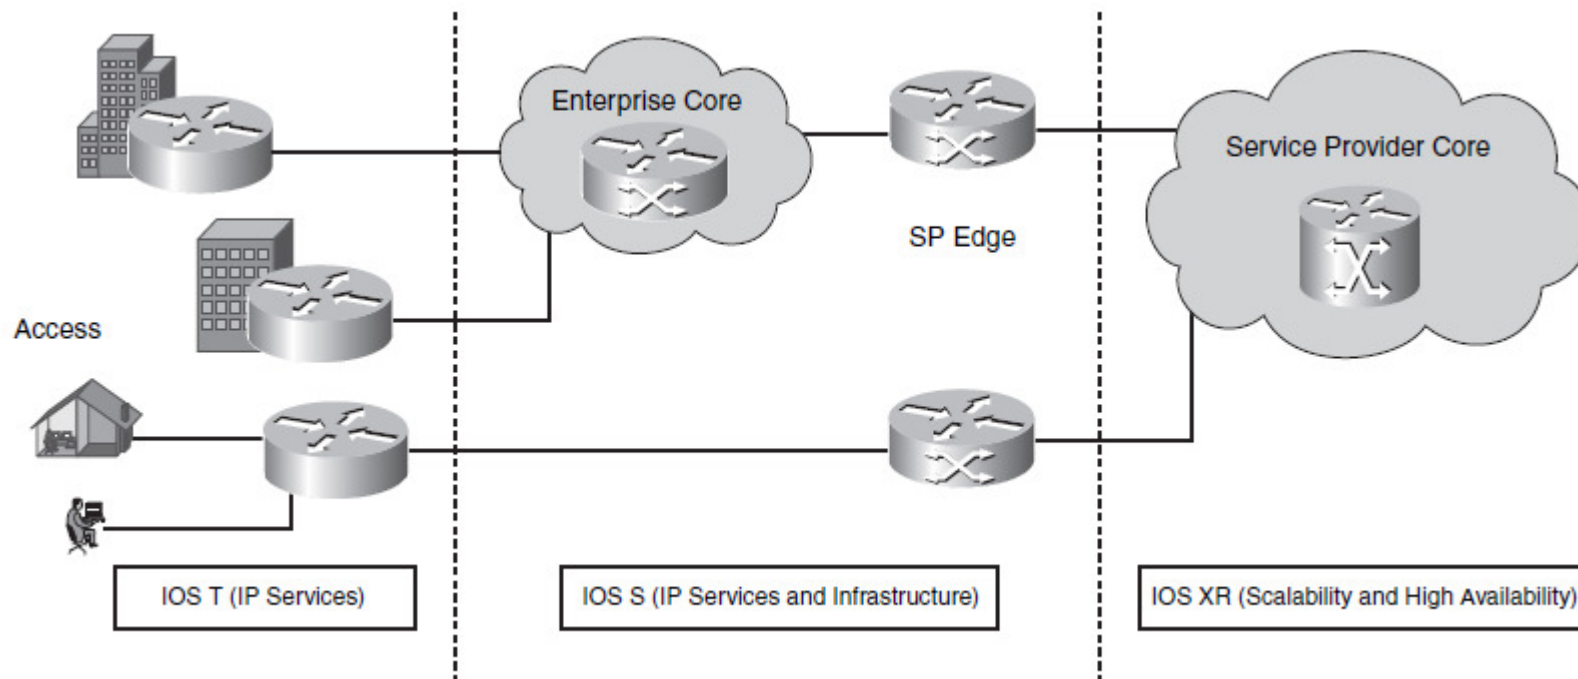 Enterprise Core
Service Provider Core
SP Edge
Access
IOS T (IP Services)
IOS S (IP Services and Infrastructure)
IOS XR (Scalability and High Availability)